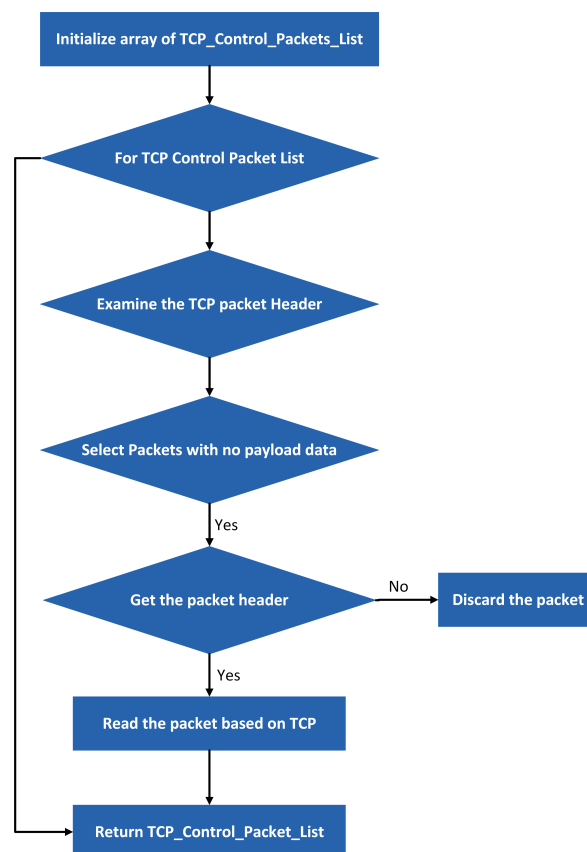 Initialize array of TCP_Control_Packets_List
For TCP Control Packet List
Examine the TCP packet Header
Select Packets with no payload data
Yes
Get the packet header
No
Discard the packet
Yes
Read the packet based on TCP
Return TCP_Control_Packet_List